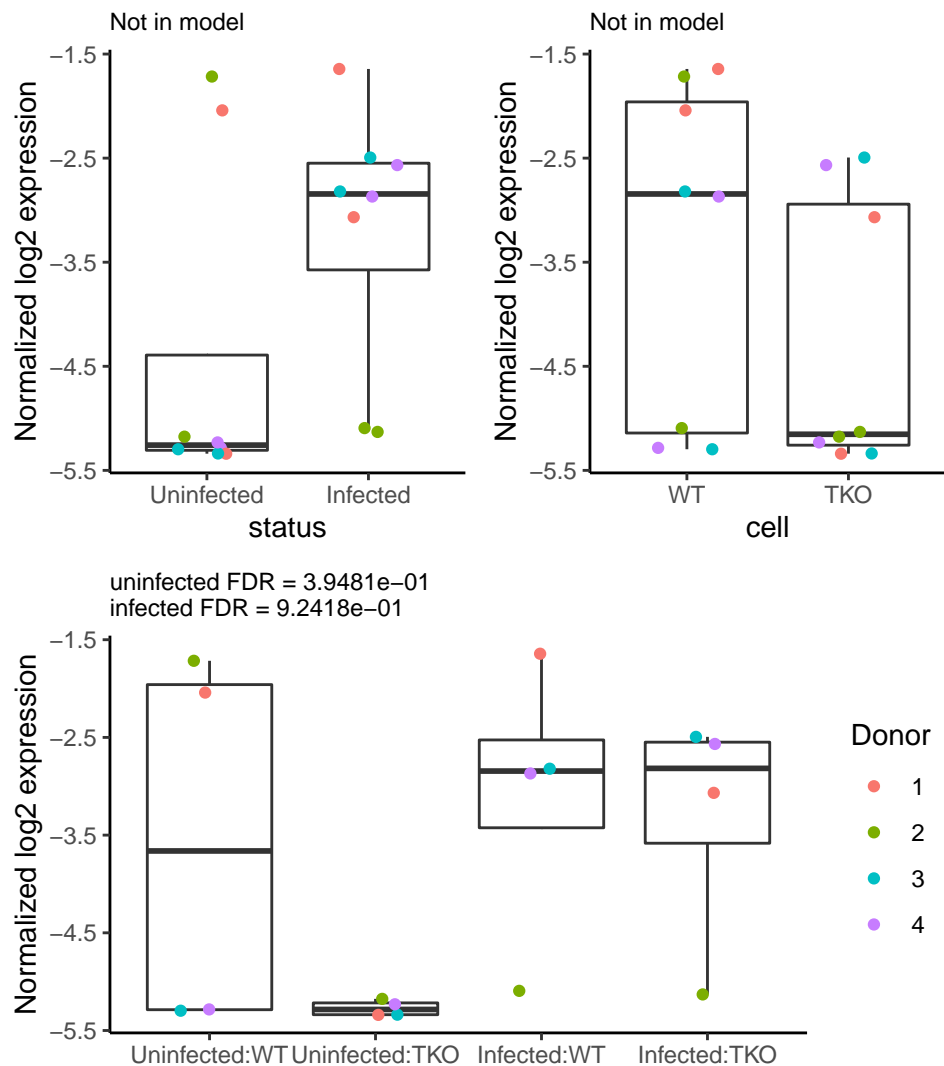 Not in model
Normalized log2 expression
−1.5
−2.5
−3.5
−4.5
−5.5
Uninfected Infected
status
Not in model
Normalized log2 expression
−1.5
−2.5
−3.5
−4.5
−5.5
WT TKO
cell
uninfected FDR = 3.9481e−01
infected FDR = 9.2418e−01
Normalized log2 expression
−1.5
−2.5
−3.5
−4.5
−5.5
Uninfected:WT Uninfected:TKO Infected:WT Infected:TKO
Donor
1
2
3
4